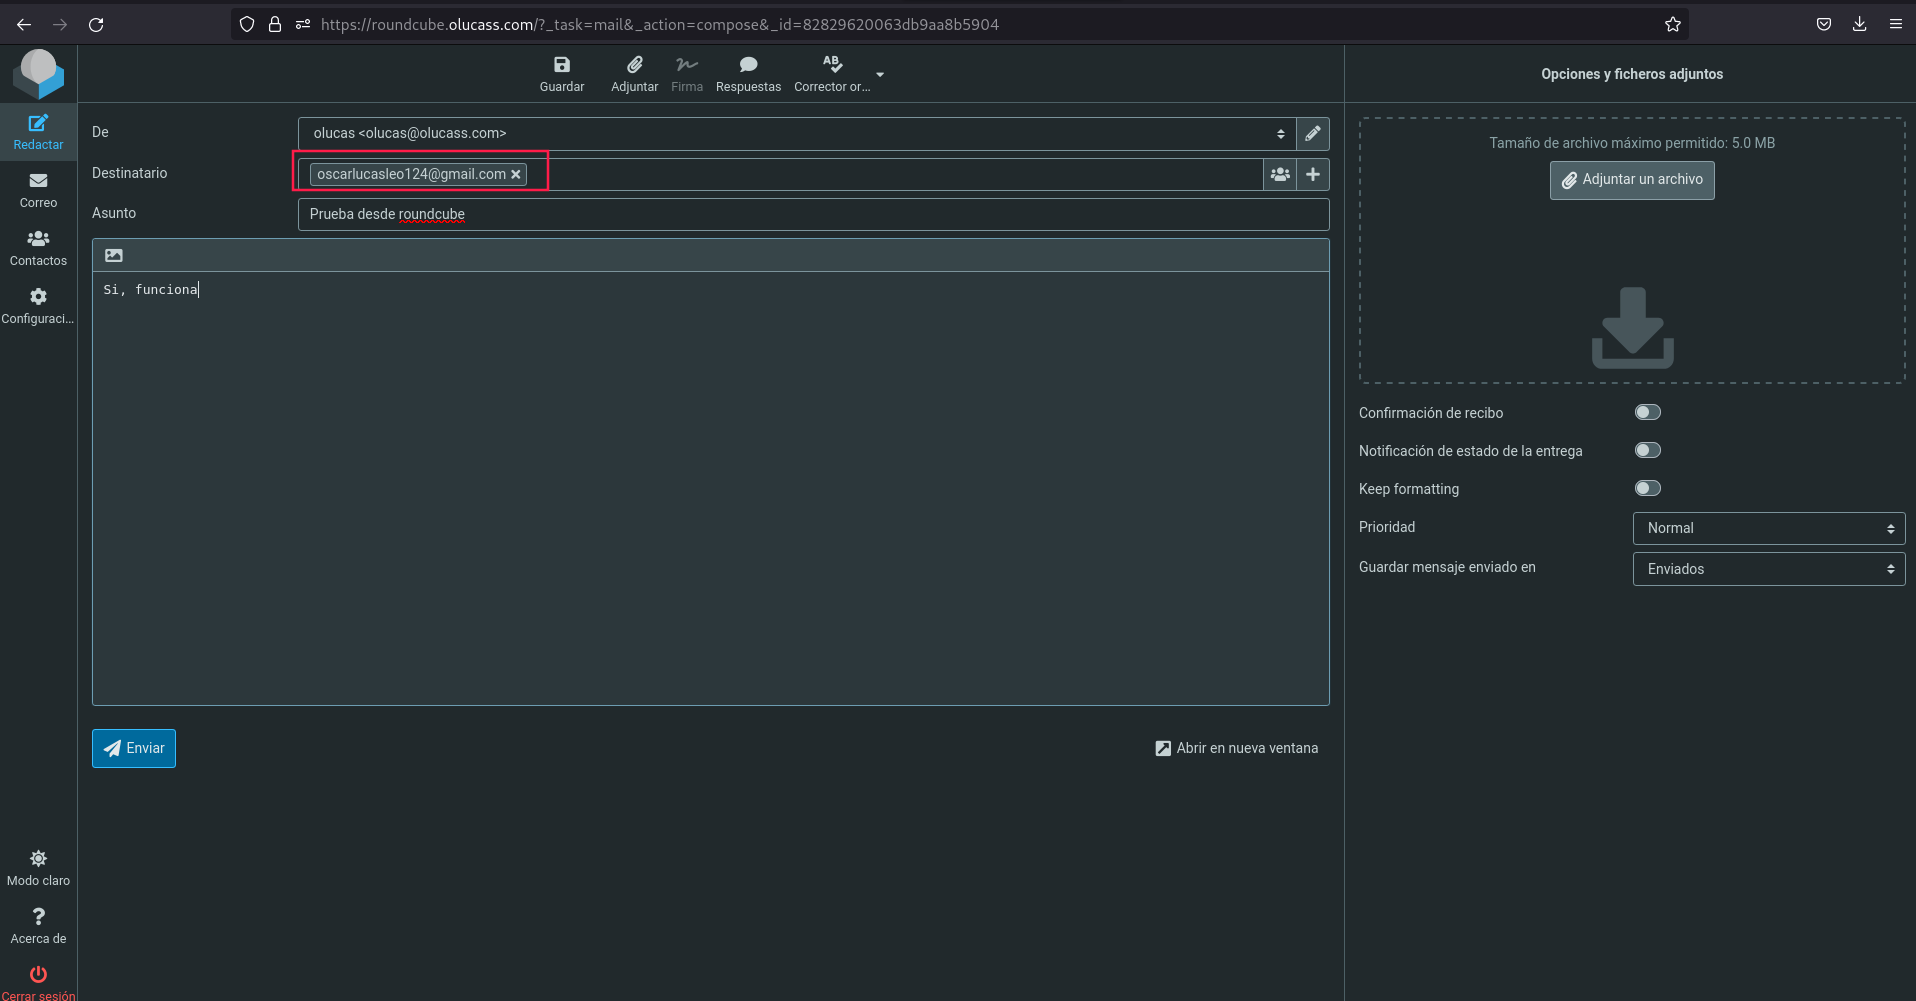 https://roundcube.olucass.com/?_task=mail&_action=compose&_id=82829620063db9aa8b5904
Guardar
Adjuntar
Firma
Respuestas
AB
Corrector or...
Opciones y ficheros adjuntos
Redactar
Correo
Contactos
Configuraci...
De
olucas <olucas@olucass.com>
Destinatario
oscarlucasleo124@gmail.com
Asunto
Prueba desde roundcube
Si, funciona
Enviar
Abrir en nueva ventana
Tamaño de archivo máximo permitido: 5.0 MB
Adjuntar un archivo
Confirmación de recibo
Notificación de estado de la entrega
Keep formatting
Prioridad
Normal
Guardar mensaje enviado en
Enviados
Modo claro
Acerca de
Cerrar sesión